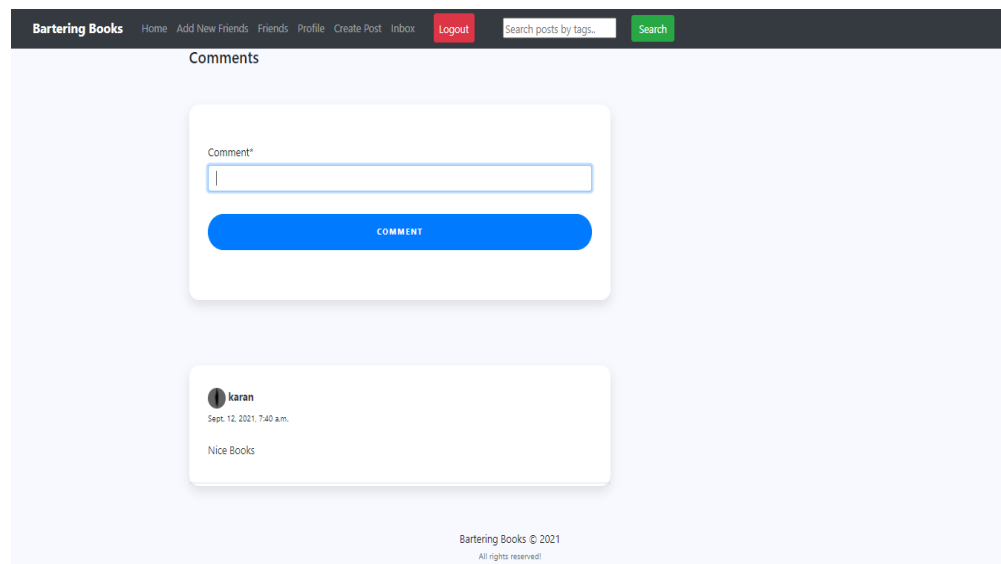 Bartering Books Home Add New Friends Friends Profile Create Post Inbox Logout Search posts by tags.. Search
Comments
Comment*
COMMENT
karan
Sept. 12, 2021, 7:40 a.m.
Nice Books
Bartering Books © 2021
All rights reserved!